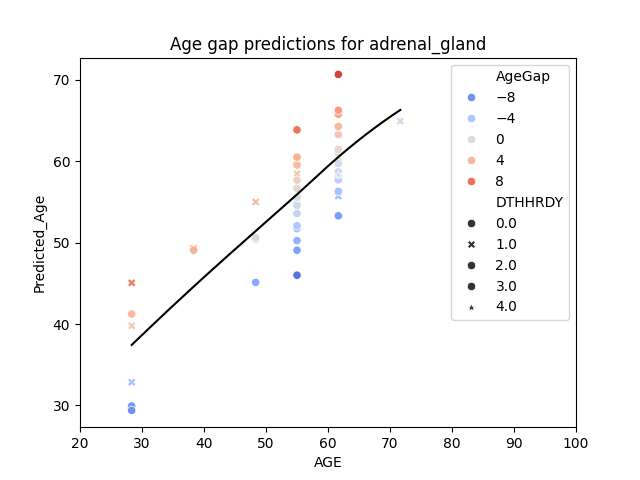 Age gap predictions for adrenal_gland
Predicted_Age
70
60
50
40
30
20 30 40 50 60 70 80 90 100
AGE
AgeGap
−8
−4
0
4
8
DTHHRDY
0.0
1.0
2.0
3.0
4.0